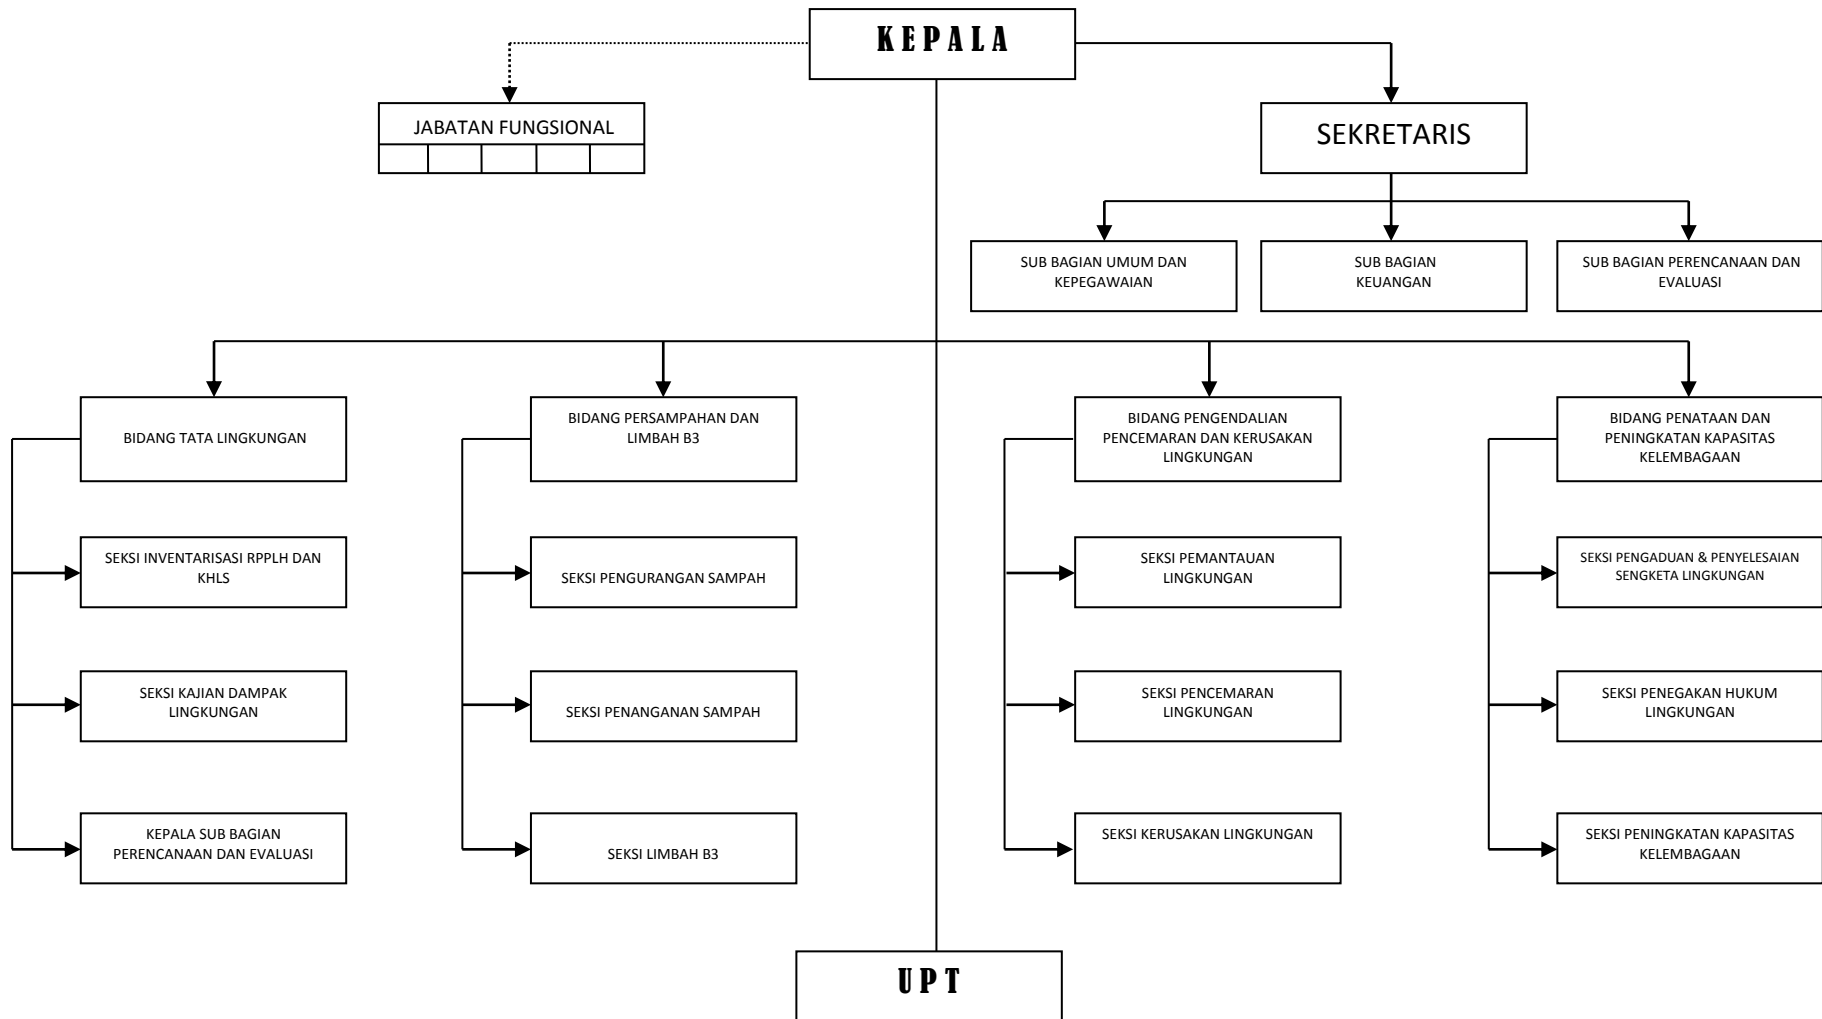 KEPALA
JABATAN FUNGSIONAL
SEKRETARIS
SUB BAGIAN UMUM DAN
KEPEGAWAIAN
SUB BAGIAN
KEUANGAN
SUB BAGIAN PERENCANAAN DAN
EVALUASI
BIDANG TATA LINGKUNGAN
BIDANG PERSAMPAHAN DAN
LIMBAH B3
BIDANG PENGENDALIAN
PENCEMARAN DAN KERUSAKAN
LINGKUNGAN
BIDANG PENATAAN DAN
PENINGKATAN KAPASITAS
KELEMBAGAAN
SEKSI INVENTARISASI RPPLH DAN
KHLS
SEKSI PENGURANGAN SAMPAH
SEKSI PEMANTAUAN
LINGKUNGAN
SEKSI PENGADUAN & PENYELESAIAN
SENGKETA LINGKUNGAN
SEKSI KAJIAN DAMPAK
LINGKUNGAN
SEKSI PENANGANAN SAMPAH
SEKSI PENCEMARAN
LINGKUNGAN
SEKSI PENEGAKAN HUKUM
LINGKUNGAN
KEPALA SUB BAGIAN
PERENCANAAN DAN EVALUASI
SEKSI LIMBAH B3
SEKSI KERUSAKAN LINGKUNGAN
SEKSI PENINGKATAN KAPASITAS
KELEMBAGAAN
UPT